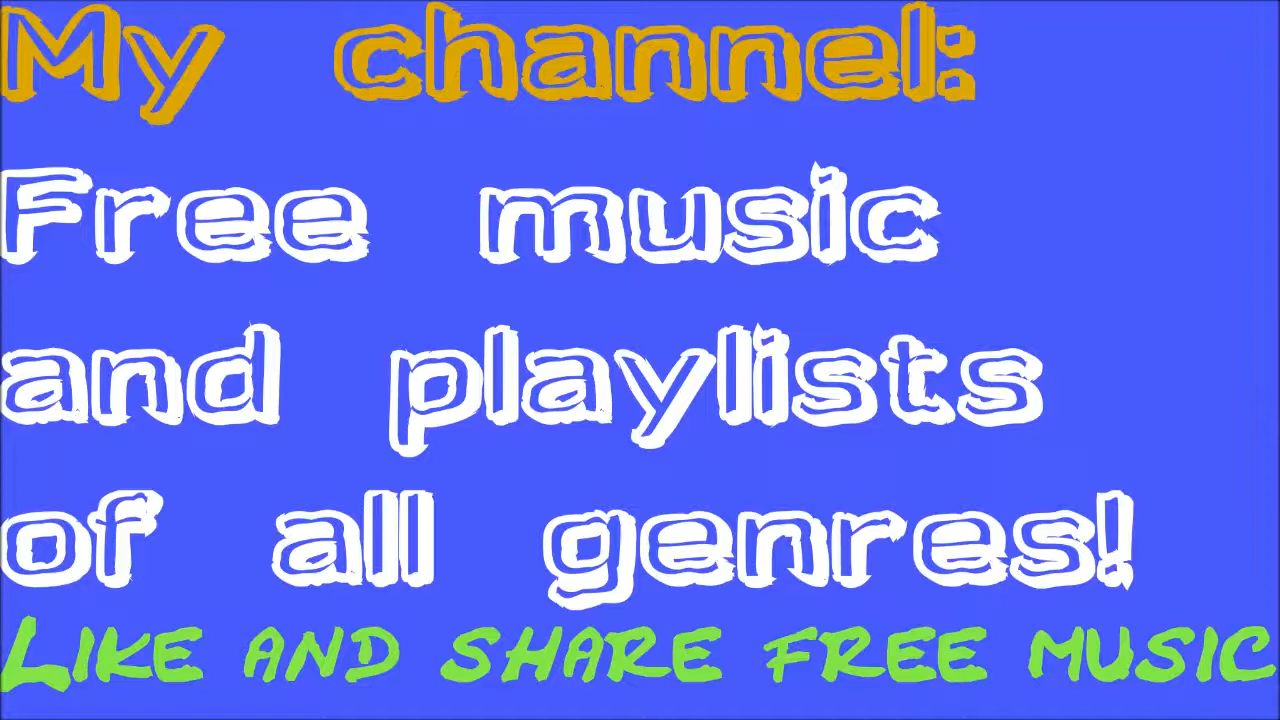 My channel:
Free music
and playlists
of all genres!
LIKE AND SHARE FREE MUSIC